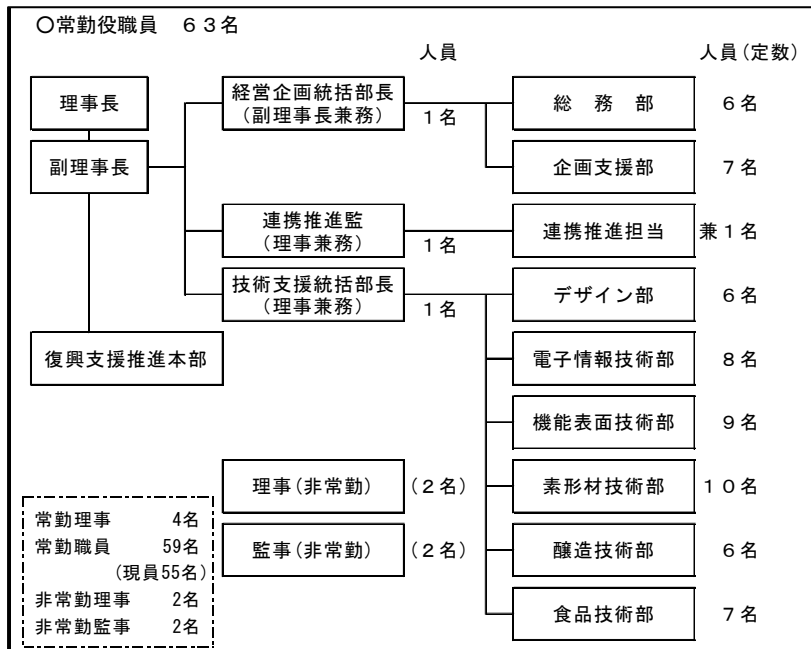 ○常勤役職員　６３名
人員
人員(定数)
理事長
経営企画統括部長
(副理事長兼務)
１名
総　務　部
６名
副理事長
企画支援部
７名
連携推進監
(理事兼務)
１名
連携推進担当
兼１名
技術支援統括部長
(理事兼務)
１名
デザイン部
６名
復興支援推進本部
電子情報技術部
８名
機能表面技術部
９名
理事(非常勤)
(２名)
素形材技術部
１０名
監事(非常勤)
(２名)
醸造技術部
６名
食品技術部
７名
常勤理事　4名
常勤職員　59名
(現員55名)
非常勤理事　2名
非常勤監事　2名